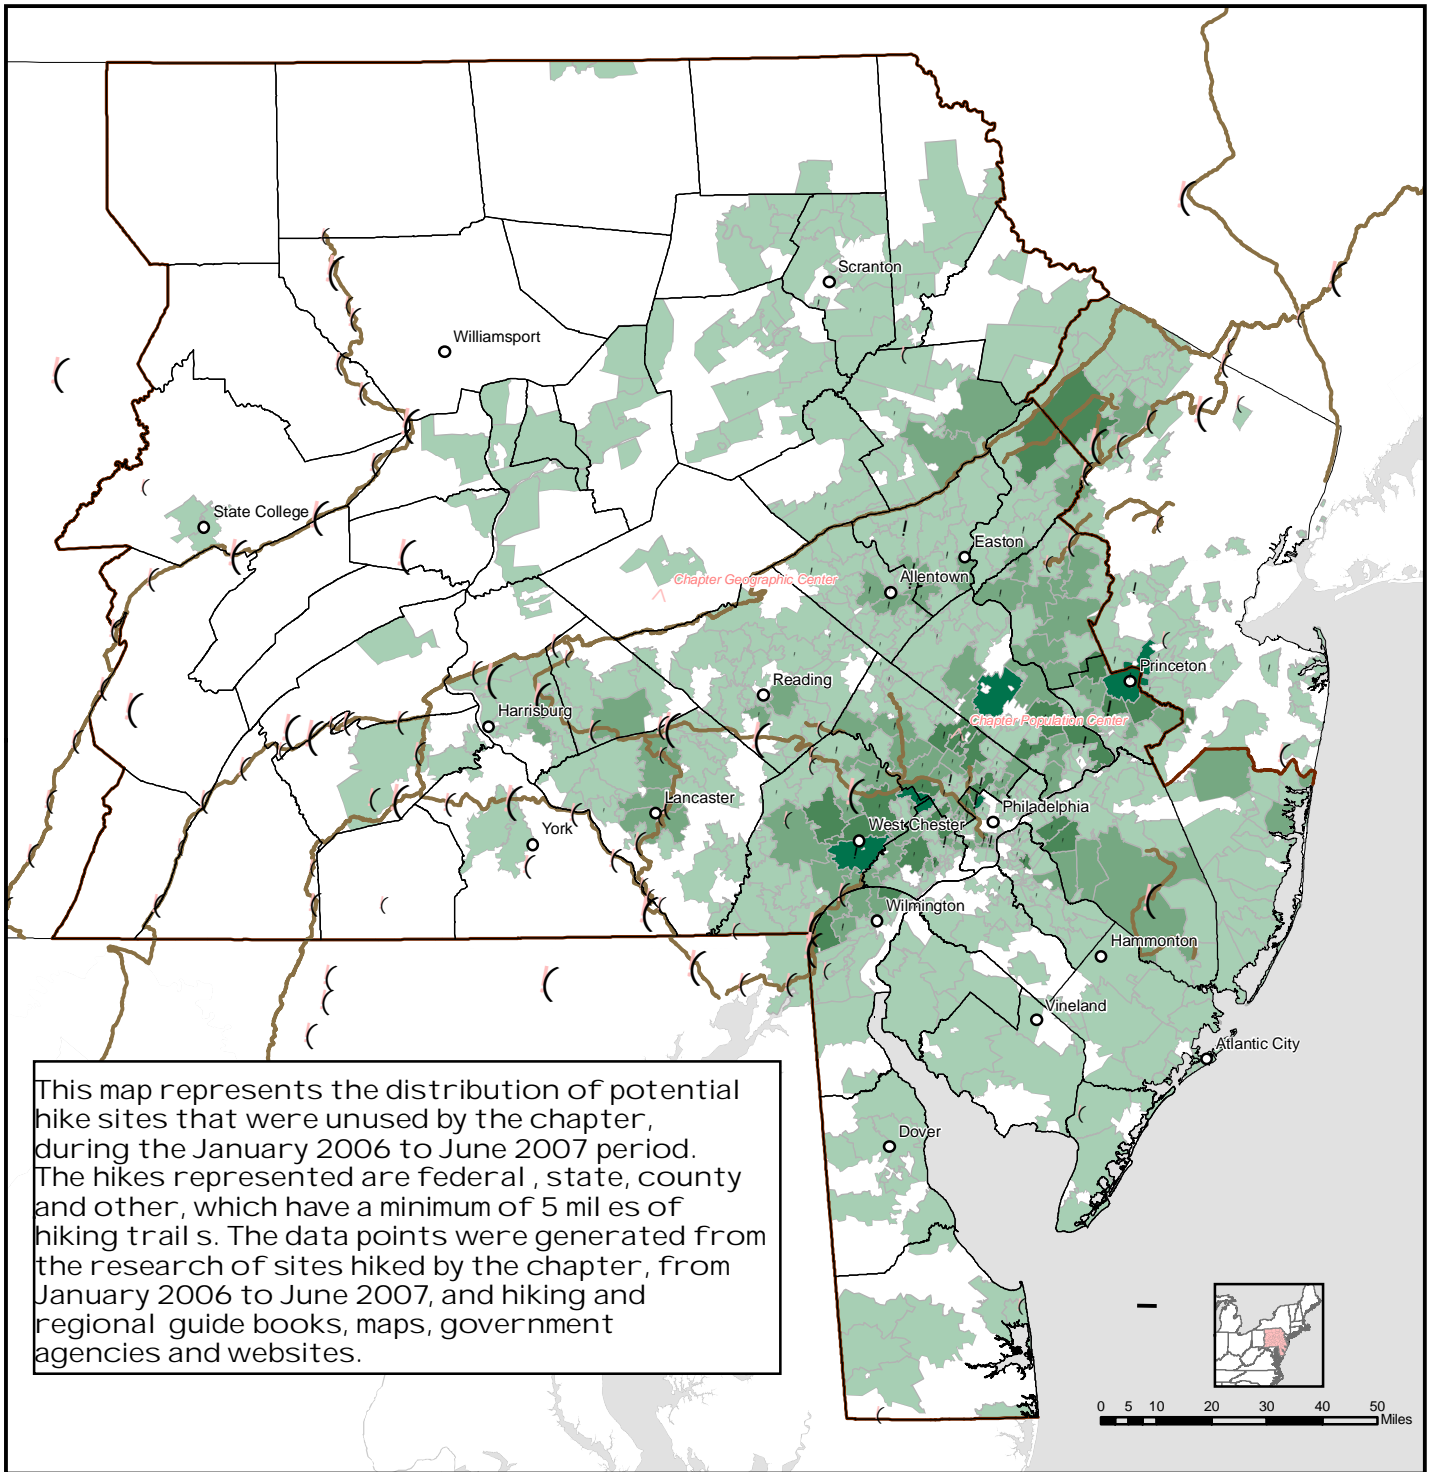 Scranton
Williamsport
State College
Easton
Allentown
Chapter Geographic Center
Princeton
Reading
Harrisburg
Chapter Population Center
Lancaster
Philadelphia
West Chester
York
Wilmington
Hammonton
Vineland
Atlantic City
Dover
This map represents the distribution of potential
hike sites that were unused by the chapter,
during the January 2006 to June 2007 period.
The hikes represented are federal , state, county
and other, which have a minimum of 5 mil es of
hiking trail s. The data points were generated from
the research of sites hiked by the chapter, from
January 2006 to June 2007, and hiking and
regional guide books, maps, government
agencies and websites.
0 5 10 20 30 40 50
Miles